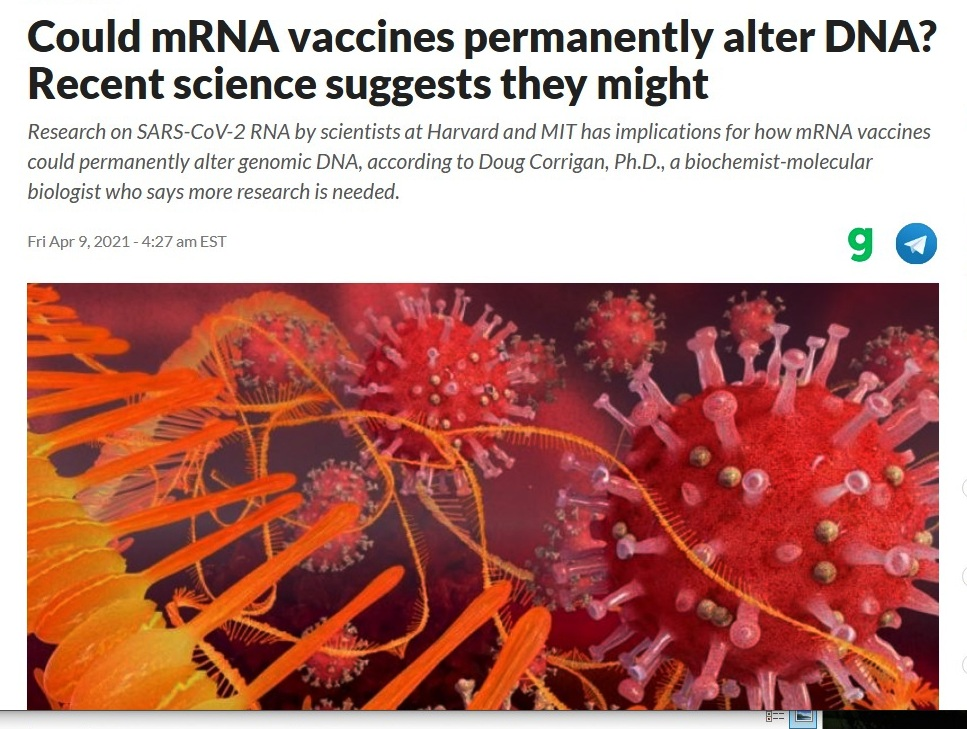 Could mRNA vaccines permanently alter DNA?
Recent science suggests they might
Research on SARS-CoV-2 RNA by scientists at Harvard and MIT has implications for how mRNA vaccines
could permanently alter genomic DNA, according to Doug Corrigan, Ph.D., a biochemist-molecular
biologist who says more research is needed.
Fri Apr 9, 2021 - 4:27 am EST
g